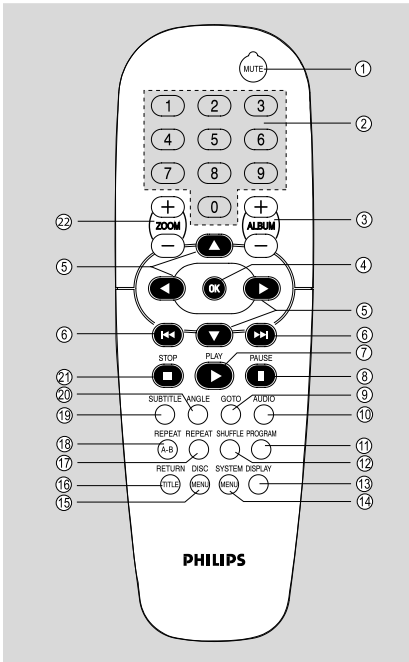 MUTE ①
1 2 3 ②
4 5 6
7 8 9
+ 0 + ③
㉒ ZOOM ALBUM
− − ④
⑤ OK ⑤
⑥ ⑥
⑦
STOP PLAY PAUSE
㉑ ⑧
⑳ ⑨
SUBTITLE ANGLE GOTO AUDIO
⑲ ⑩
REPEAT REPEAT SHUFFLE PROGRAM
⑱ A-B ⑪
⑰ ⑫
RETURN DISC SYSTEM DISPLAY
⑯ TITLE MENU MENU ⑬
⑮ ⑭
PHILIPS